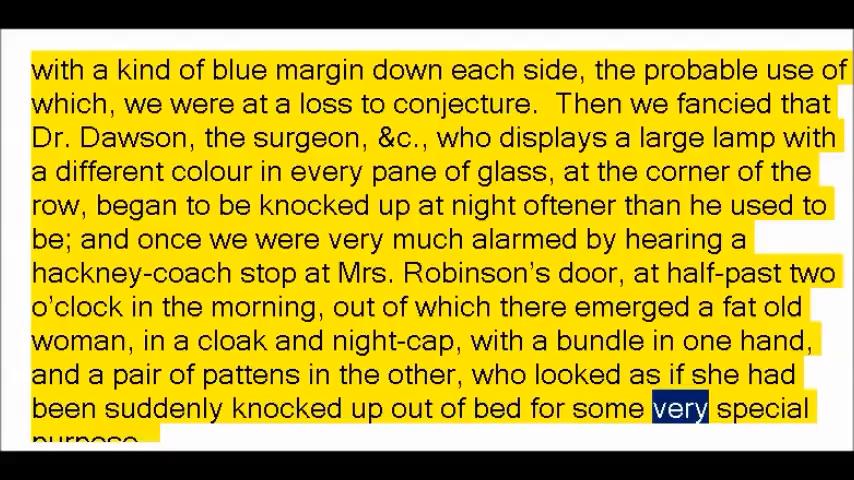 with a kind of blue margin down each side, the probable use of
which, we were at a loss to conjecture.  Then we fancied that
Dr. Dawson, the surgeon, &c., who displays a large lamp with
a different colour in every pane of glass, at the corner of the
row, began to be knocked up at night oftener than he used to
be; and once we were very much alarmed by hearing a
hackney-coach stop at Mrs. Robinson’s door, at half-past two
o’clock in the morning, out of which there emerged a fat old
woman, in a cloak and night-cap, with a bundle in one hand,
and a pair of pattens in the other, who looked as if she had
been suddenly knocked up out of bed for some very special
purpose.